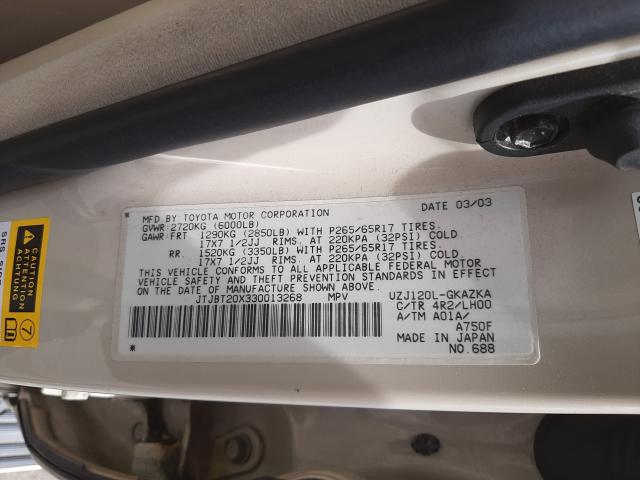 MFD BY TOYOTA MOTOR CORPORATION DATE 03/03
GVWR:2720KG (6000LB)
GAWR:FRT 1290KG (2850LB) WITH P265/65R17 TIRES.
17X7 1/2JJ RIMS. AT 220KPA (32PSI) COLD
RR. 1520KG (3350LB) WITH P265/65R17 TIRES.
17X7 1/2JJ RIMS. AT 220KPA (32PSI) COLD
THIS VEHICLE CONFORMS TO ALL APPLICABLE FEDERAL MOTOR
VEHICLE SAFETY AND THEFT PREVENTION STANDARDS IN EFFECT
ON THE DATE OF MANUFACTURE SHOWN ABOVE.
JTJBT20X330013268 MPV UZJ120L-GKAZKA
C/TR 4R2/LH00
A/TM A01A/
A750F
MADE IN JAPAN
NO.688
CAUTION
ATTENTION
ACHTUNG
SRS SIDE